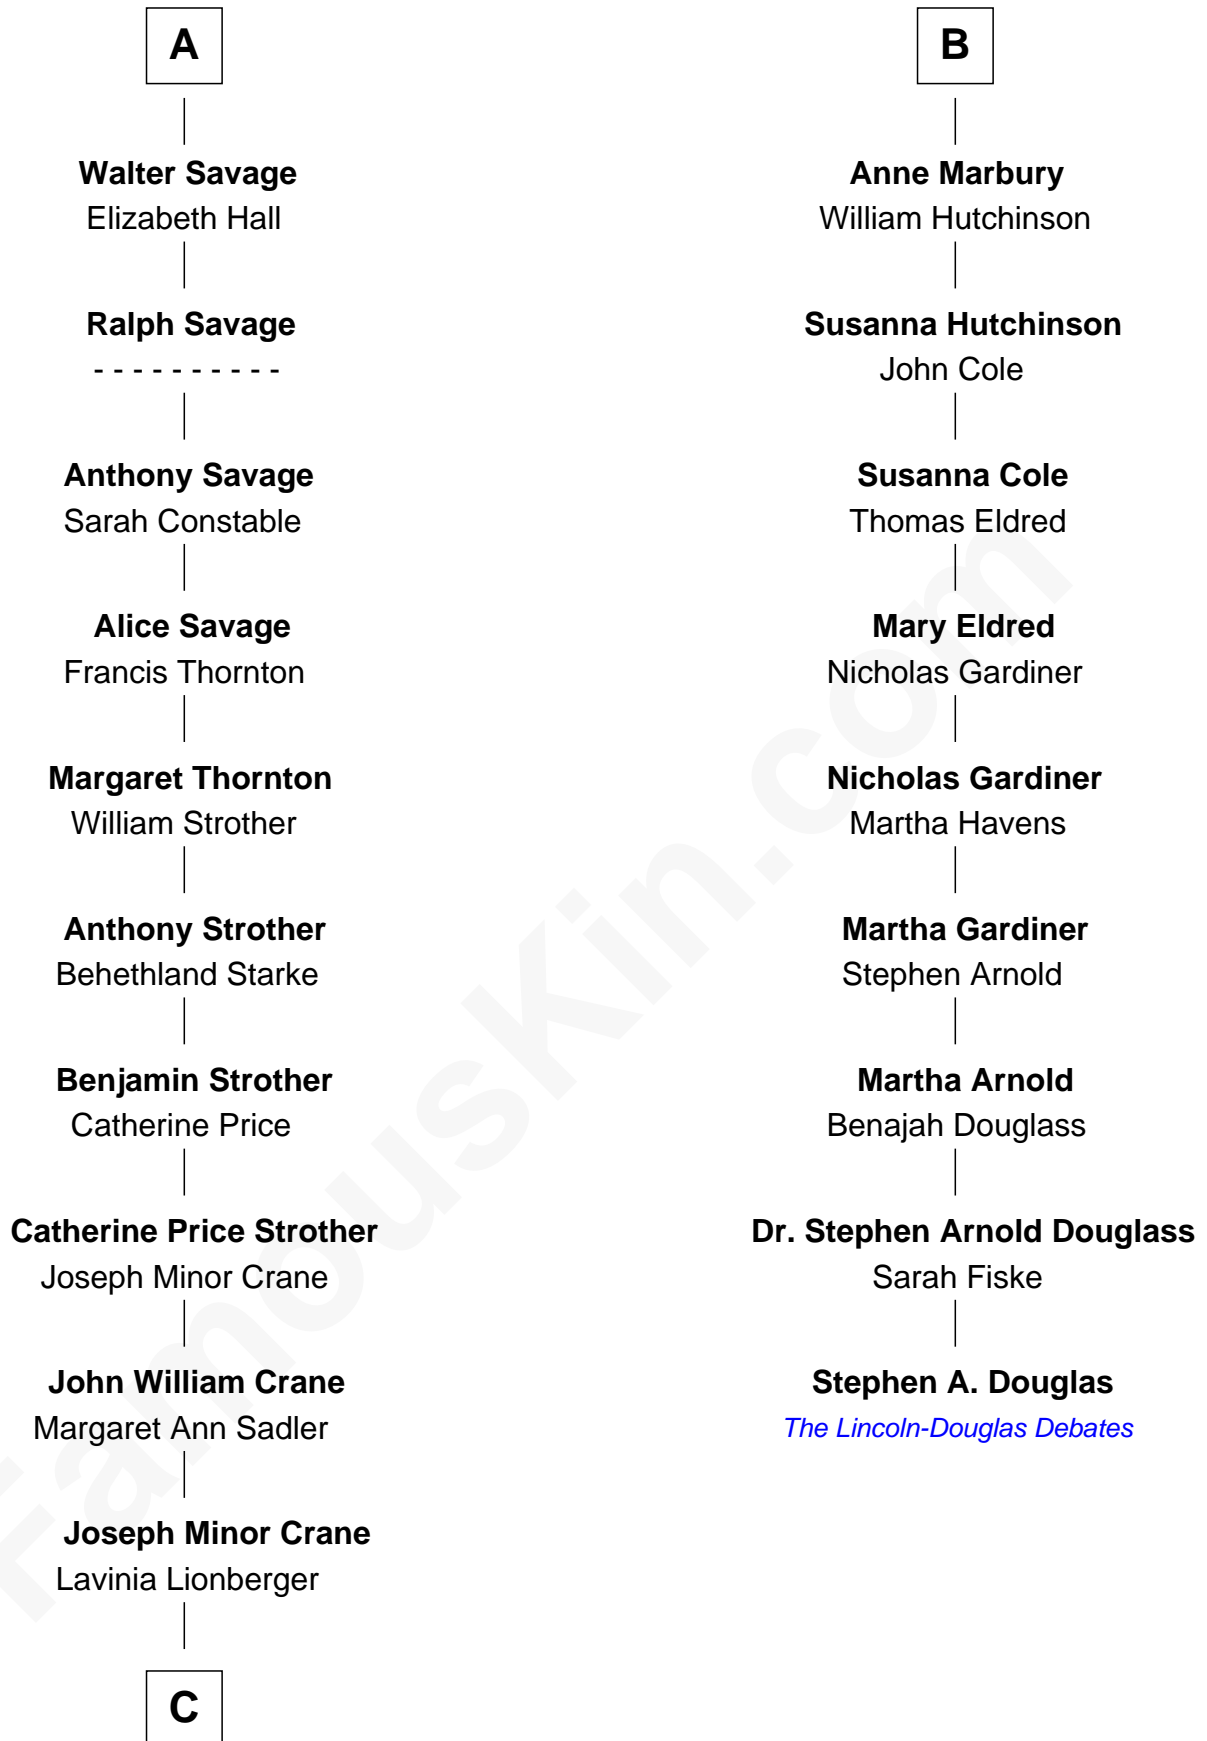 A
Walter Savage
Elizabeth Hall
Ralph Savage
- - - - - - - - - -
Anthony Savage
Sarah Constable
Alice Savage
Francis Thornton
Margaret Thornton
William Strother
Anthony Strother
Behethland Starke
Benjamin Strother
Catherine Price
Catherine Price Strother
Joseph Minor Crane
John William Crane
Margaret Ann Sadler
Joseph Minor Crane
Lavinia Lionberger
C
B
Anne Marbury
William Hutchinson
Susanna Hutchinson
John Cole
Susanna Cole
Thomas Eldred
Mary Eldred
Nicholas Gardiner
Nicholas Gardiner
Martha Havens
Martha Gardiner
Stephen Arnold
Martha Arnold
Benajah Douglass
Dr. Stephen Arnold Douglass
Sarah Fiske
Stephen A. Douglas
The Lincoln-Douglas Debates
FamousKin.com